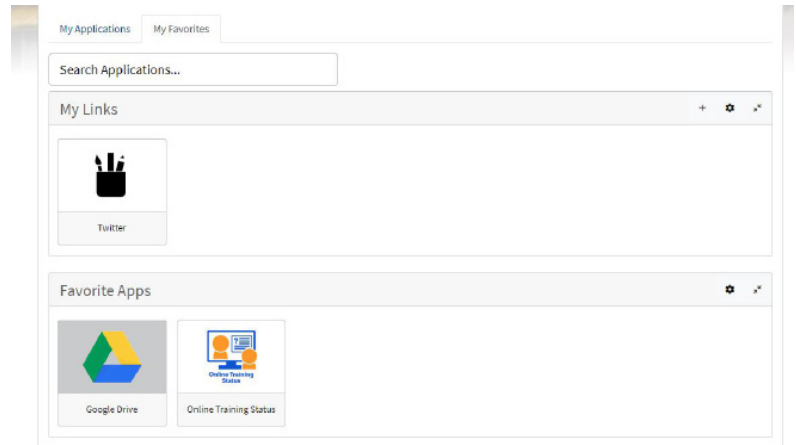 My Applications My Favorites
Search Applications...
My Links
Twitter
Favorite Apps
Online Training
Status
Google Drive Online Training Status